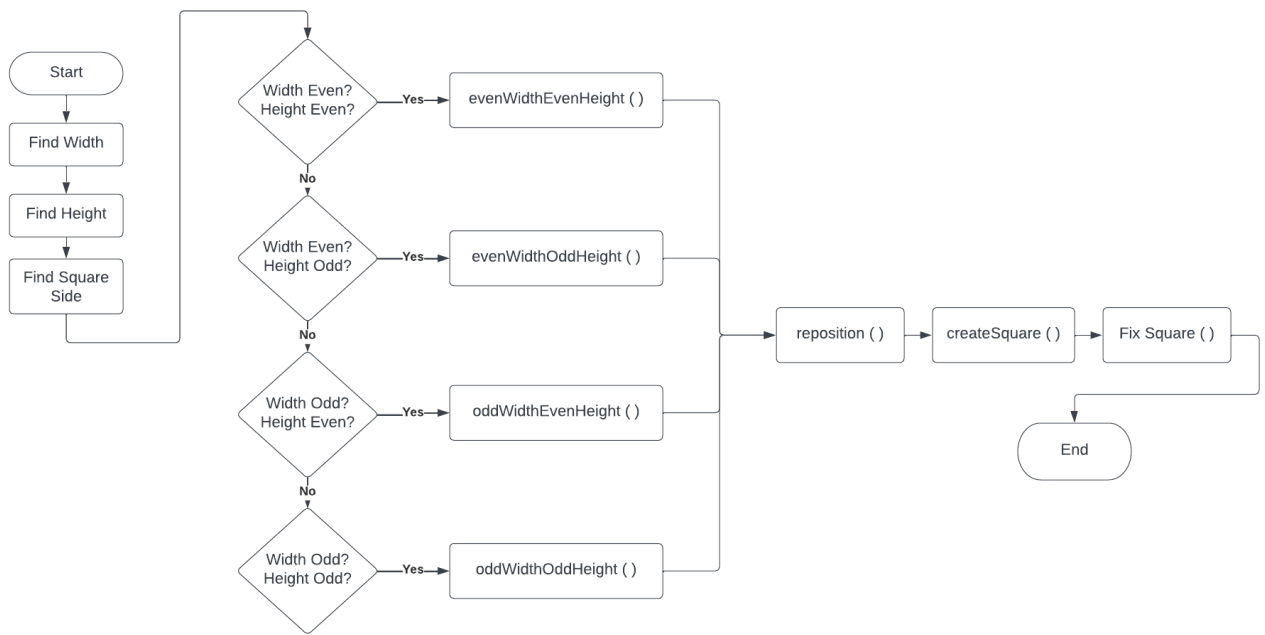 Start
Find Width
Find Height
Find Square
Side
Width Even?
Height Even?
Yes
evenWidthEvenHeight ( )
No
Width Even?
Height Odd?
Yes
evenWidthOddHeight ( )
No
Width Odd?
Height Even?
Yes
oddWidthEvenHeight ( )
No
Width Odd?
Height Odd?
Yes
oddWidthOddHeight ( )
reposition ( )
createSquare ( )
Fix Square ( )
End